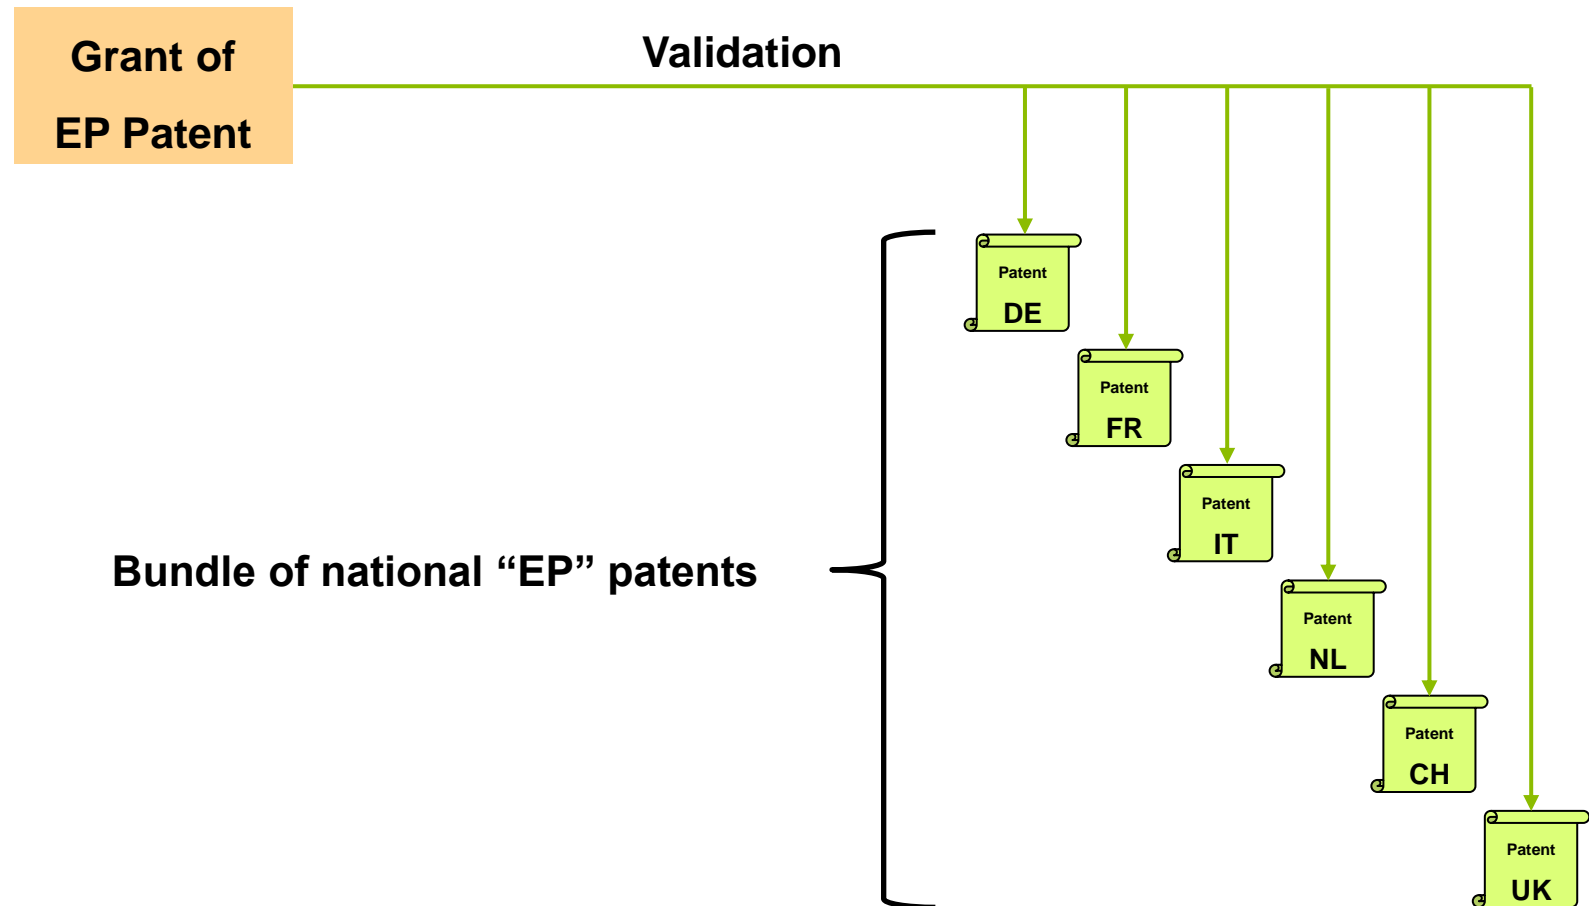 Grant of
EP Patent
Validation
Patent
DE
Patent
FR
Patent
IT
Bundle of national “EP” patents
Patent
NL
Patent
CH
Patent
UK